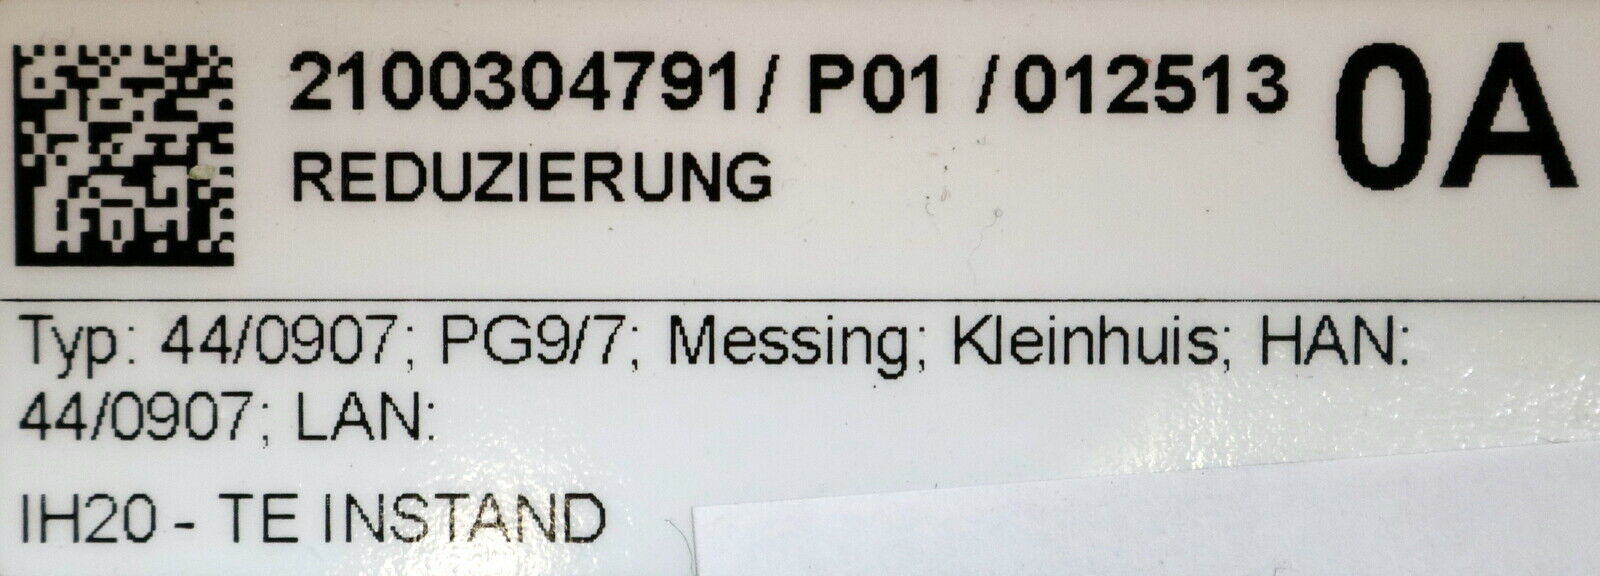 2100304791/ P01 /012513 0A
REDUZIERUNG
Typ: 44/0907; PG9/7; Messing; Kleinhuis; HAN:
44/0907; LAN:
IH20 - TE INSTAND